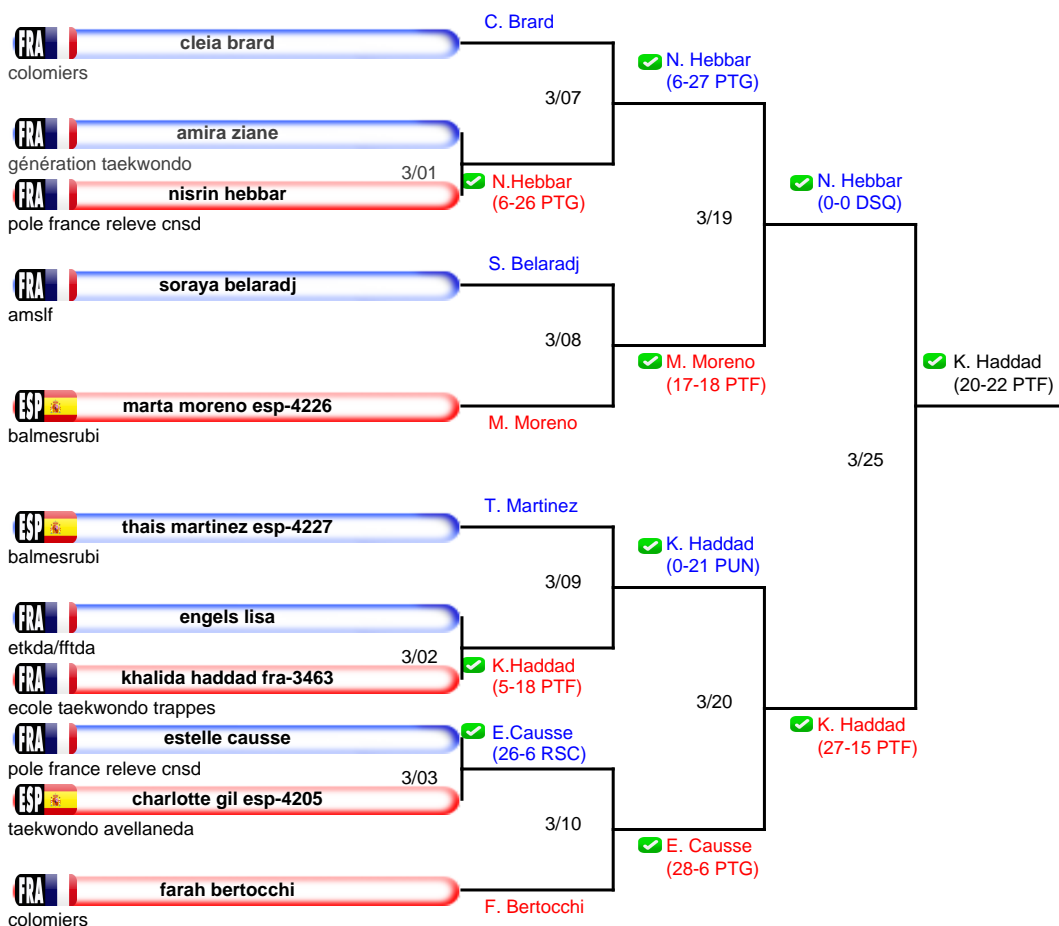 C. Brard
FRA
cleia brard
colomiers
N. Hebbar
(6-27 PTG)
3/07
FRA
amira ziane
génération taekwondo
3/01
N.Hebbar
(6-26 PTG)
FRA
nisrin hebbar
pole france releve cnsd
N. Hebbar
(0-0 DSQ)
3/19
S. Belaradj
FRA
soraya belaradj
amslf
3/08
M. Moreno
(17-18 PTF)
K. Haddad
(20-22 PTF)
ESP
marta moreno esp-4226
balmesrubi
M. Moreno
3/25
T. Martinez
ESP
thais martinez esp-4227
balmesrubi
K. Haddad
(0-21 PUN)
3/09
FRA
engels lisa
etkda/fftda
3/02
K.Haddad
(5-18 PTF)
FRA
khalida haddad fra-3463
ecole taekwondo trappes
3/20
K. Haddad
(27-15 PTF)
FRA
estelle causse
pole france releve cnsd
E.Causse
(26-6 RSC)
3/03
ESP
charlotte gil esp-4205
taekwondo avellaneda
3/10
E. Causse
(28-6 PTG)
FRA
farah bertocchi
colomiers
F. Bertocchi